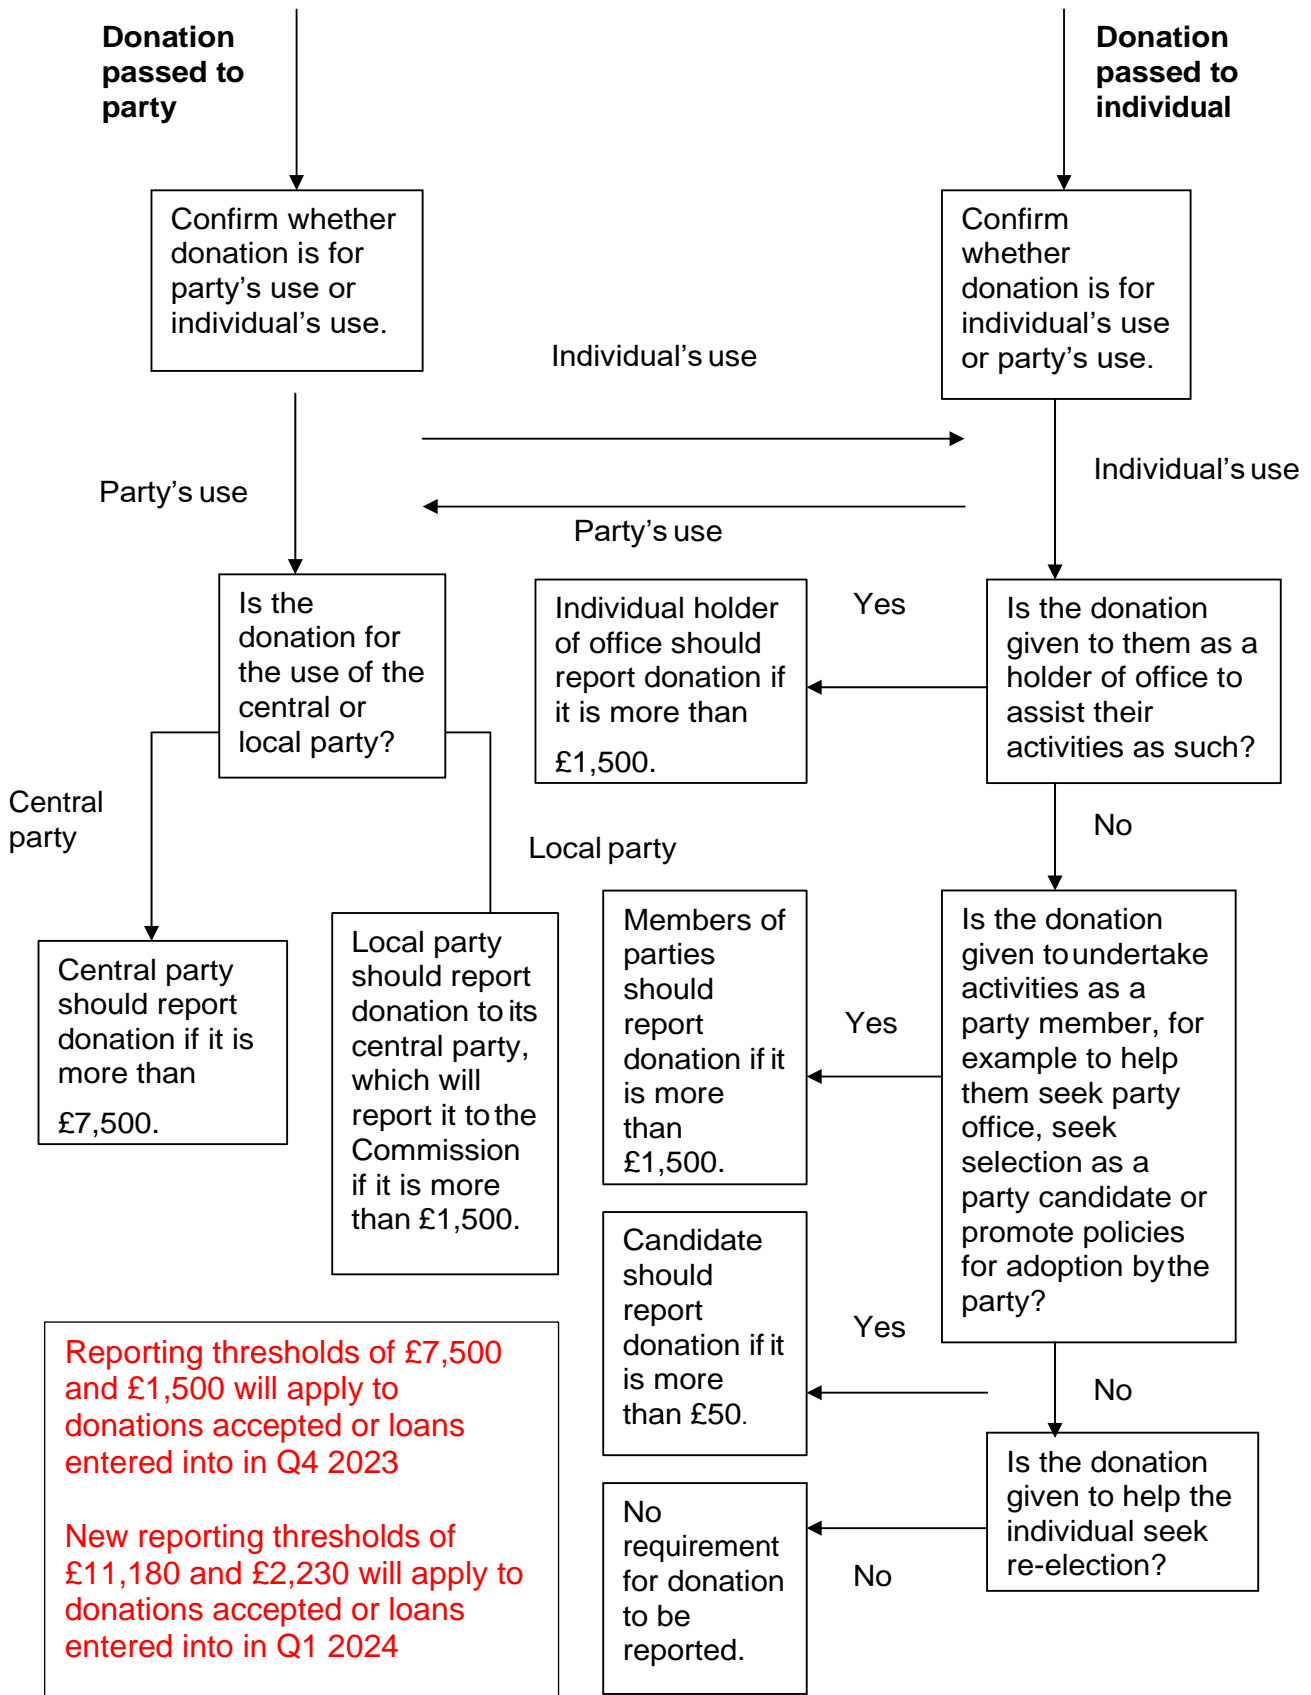 Donation
passed to
party
Donation
passed to
individual
Confirm whether
donation is for
party’s use or
individual’s use.
Confirm
whether
donation is for
individual’s use
or party’s use.
Individual’s use
Party’s use
Party’s use
Individual’s use
Is the
donation for
the use of the
central or
local party?
Individual holder
of office should
report donation if
it is more than
£1,500.
Yes
Is the donation
given to them as a
holder of office to
assist their
activities as such?
Central
party
Local party
No
Central party
should report
donation if it is
more than
£7,500.
Local party
should report
donation to its
central party,
which will
report it to the
Commission
if it is more
than £1,500.
Members of
parties
should
report
donation if it
is more
than
£1,500.
Yes
Is the donation
given to undertake
activities as a
party member, for
example to help
them seek party
office, seek
selection as a
party candidate or
promote policies
for adoption by the
party?
Candidate
should
report
donation if it
is more
than £50.
Yes
No
Is the donation
given to help the
individual seek
re-election?
No
requirement
for donation
to be
reported.
No
Reporting thresholds of £7,500
and £1,500 will apply to
donations accepted or loans
entered into in Q4 2023
New reporting thresholds of
£11,180 and £2,230 will apply to
donations accepted or loans
entered into in Q1 2024